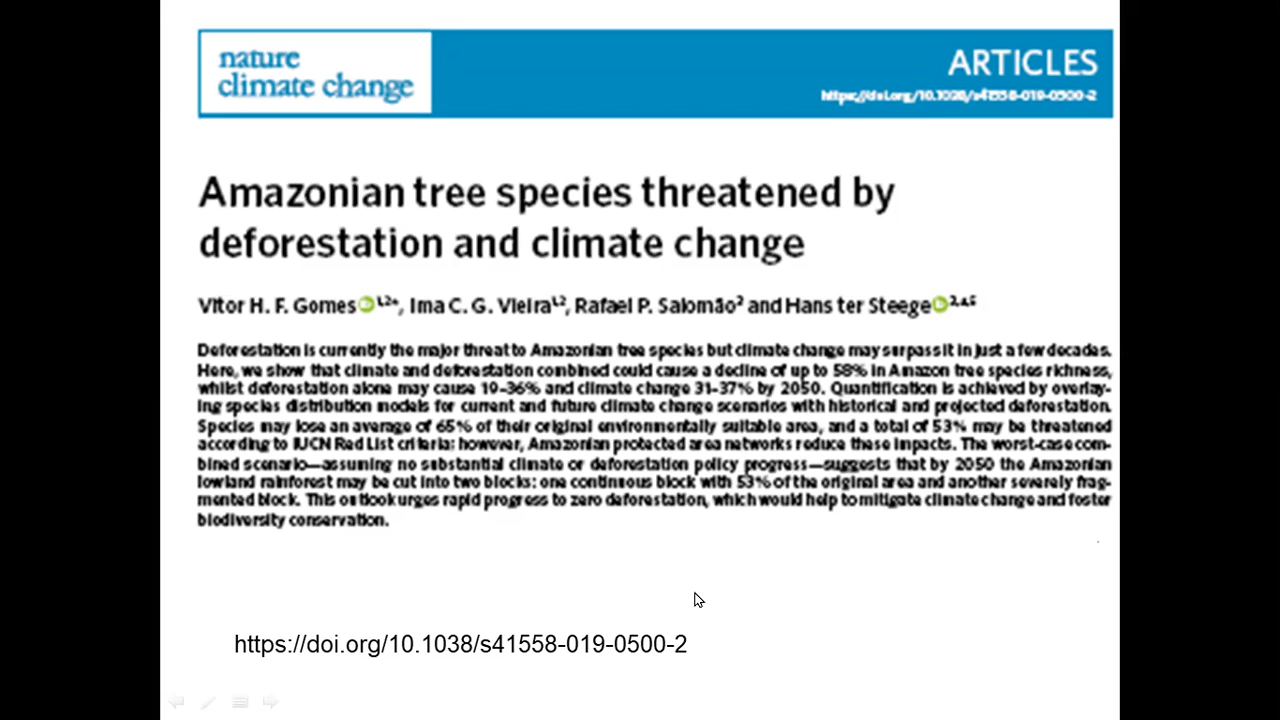 nature
climate change
ARTICLES
https://doi.org/10.1038/s41558-019-0500-2
Amazonian tree species threatened by
deforestation and climate change
Vitor H. F. Gomes 1,2*, Ima C. G. Vieira1,2, Rafael P. Salomão2 and Hans ter Steege 2,4,5
Deforestation is currently the major threat to Amazonian tree species but climate change may surpass it in just a few decades.
Here, we show that climate and deforestation combined could cause a decline of up to 58% in Amazon tree species richness,
whilst deforestation alone may cause 19–36% and climate change 31–37% by 2050. Quantification is achieved by overlay-
ing species distribution models for current and future climate change scenarios with historical and projected deforestation.
Species may lose an average of 65% of their original environmentally suitable area, and a total of 53% may be threatened
according to IUCN Red List criteria; however, Amazonian protected area networks reduce these impacts. The worst-case com-
bined scenario—assuming no substantial climate or deforestation policy progress—suggests that by 2050 the Amazonian
lowland rainforest may be cut into two blocks: one continuous block with 53% of the original area and another severely frag-
mented block. This outlook urges rapid progress to zero deforestation, which would help to mitigate climate change and foster
biodiversity conservation.
https://doi.org/10.1038/s41558-019-0500-2